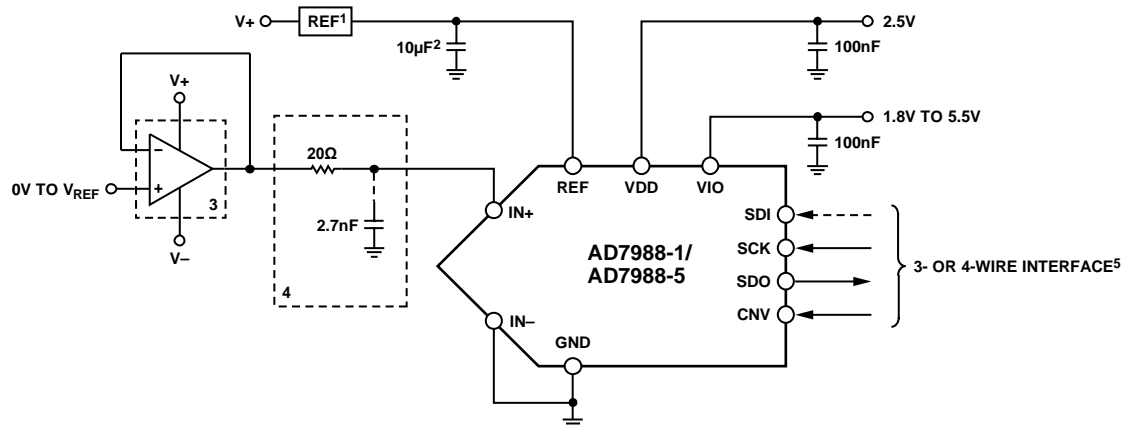 V+
REF1
10µF2
2.5V
100nF
1.8V TO 5.5V
100nF
V+
–
+
0V TO VREF
3
V–
20Ω
2.7nF
4
REF
VDD
VIO
IN+
IN–
GND
AD7988-1/
AD7988-5
SDI
SCK
SDO
CNV
3- OR 4-WIRE INTERFACE5